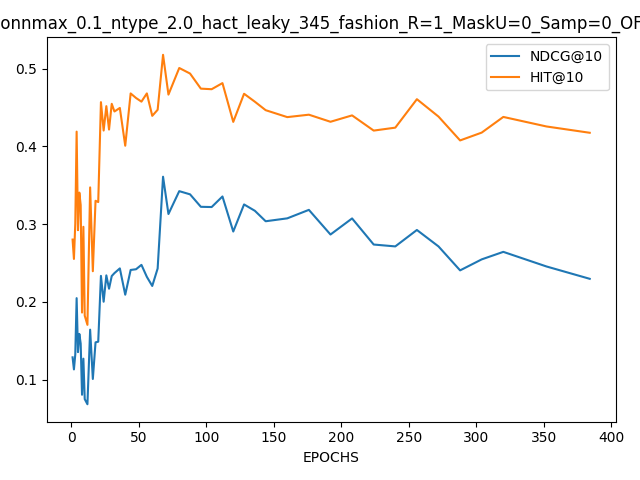 onnmax_0.1_ntype_2.0_hact_leaky_345_fashion_R=1_MaskU=0_Samp=0_OF
NDCG@10
HIT@10
0.5
0.4
0.3
0.2
0.1
0 50 100 150 200 250 300 350 400
EPOCHS